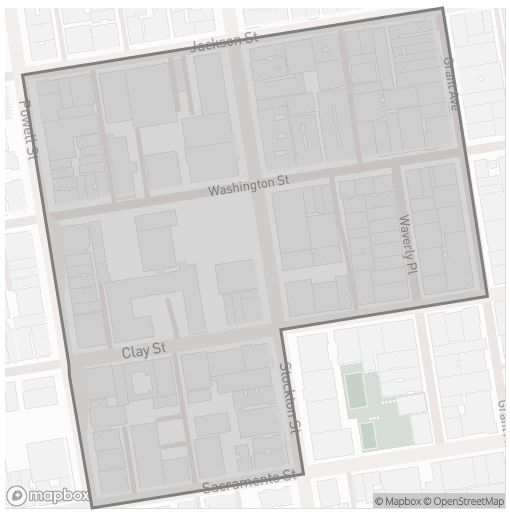 Jackson St
Powell St
Grant Ave
Washington St
Waverly Pl
Clay St
Stockton St
Grant
Sacramento St
mapbox
© Mapbox © OpenStreetMap